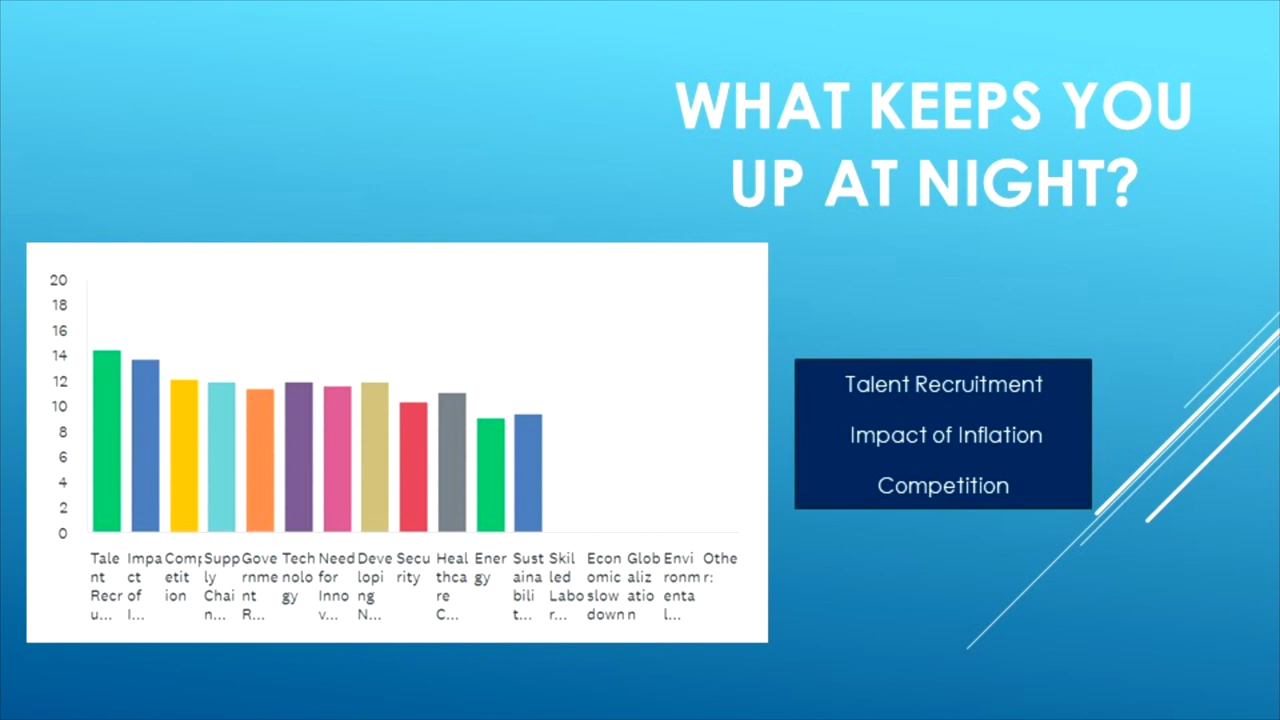 WHAT KEEPS YOU
UP AT NIGHT?
20
18
16
14
12
10
8
6
4
2
0
Tale
nt
Recr
u...
Impa
ct
of
I...
Comp
etit
ion
Supp
ly
Chai
n...
Gove
rnme
nt
R...
Tech
nolo
gy
Need
for
Inno
v...
Deve
lopi
ng
N...
Secu
rity
Heal
thca
re
C...
Ener
gy
Sust
aina
bili
t...
Skil
led
Labo
r...
Econ
omic
slow
down
Glob
aliz
atio
n
Envi
ronm
enta
l...
Othe
r:
Talent Recruitment
Impact of Inflation
Competition